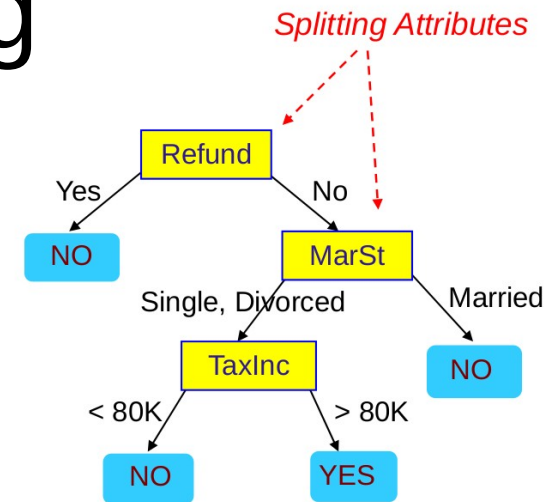 g
Splitting Attributes
Refund
Yes
No
NO
MarSt
Single, Divorced
Married
TaxInc
NO
< 80K
> 80K
NO
YES